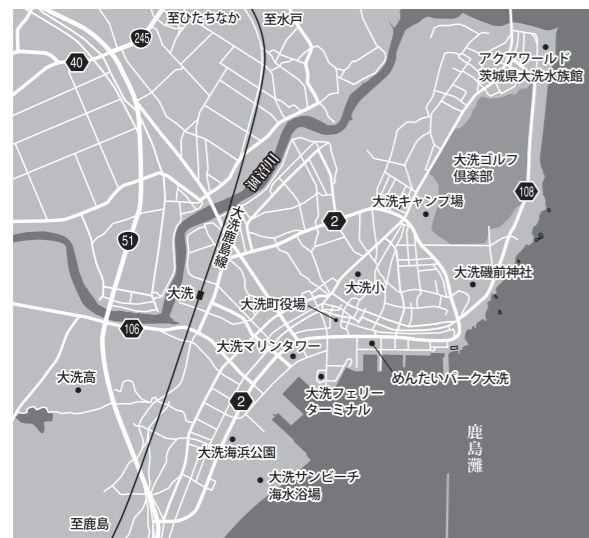 至ひたちなか
至水戸
245
40
アクアワールド
茨城県大洗水族館
涸沼川
大洗ゴルフ
倶楽部
108
大洗キャンプ場
2
51
大洗鹿島線
大洗
大洗小
大洗磯前神社
大洗町役場
106
大洗マリンタワー
めんたいパーク大洗
大洗高
大洗フェリー
ターミナル
2
鹿島灘
大洗海浜公園
大洗サンビーチ
海水浴場
至鹿島